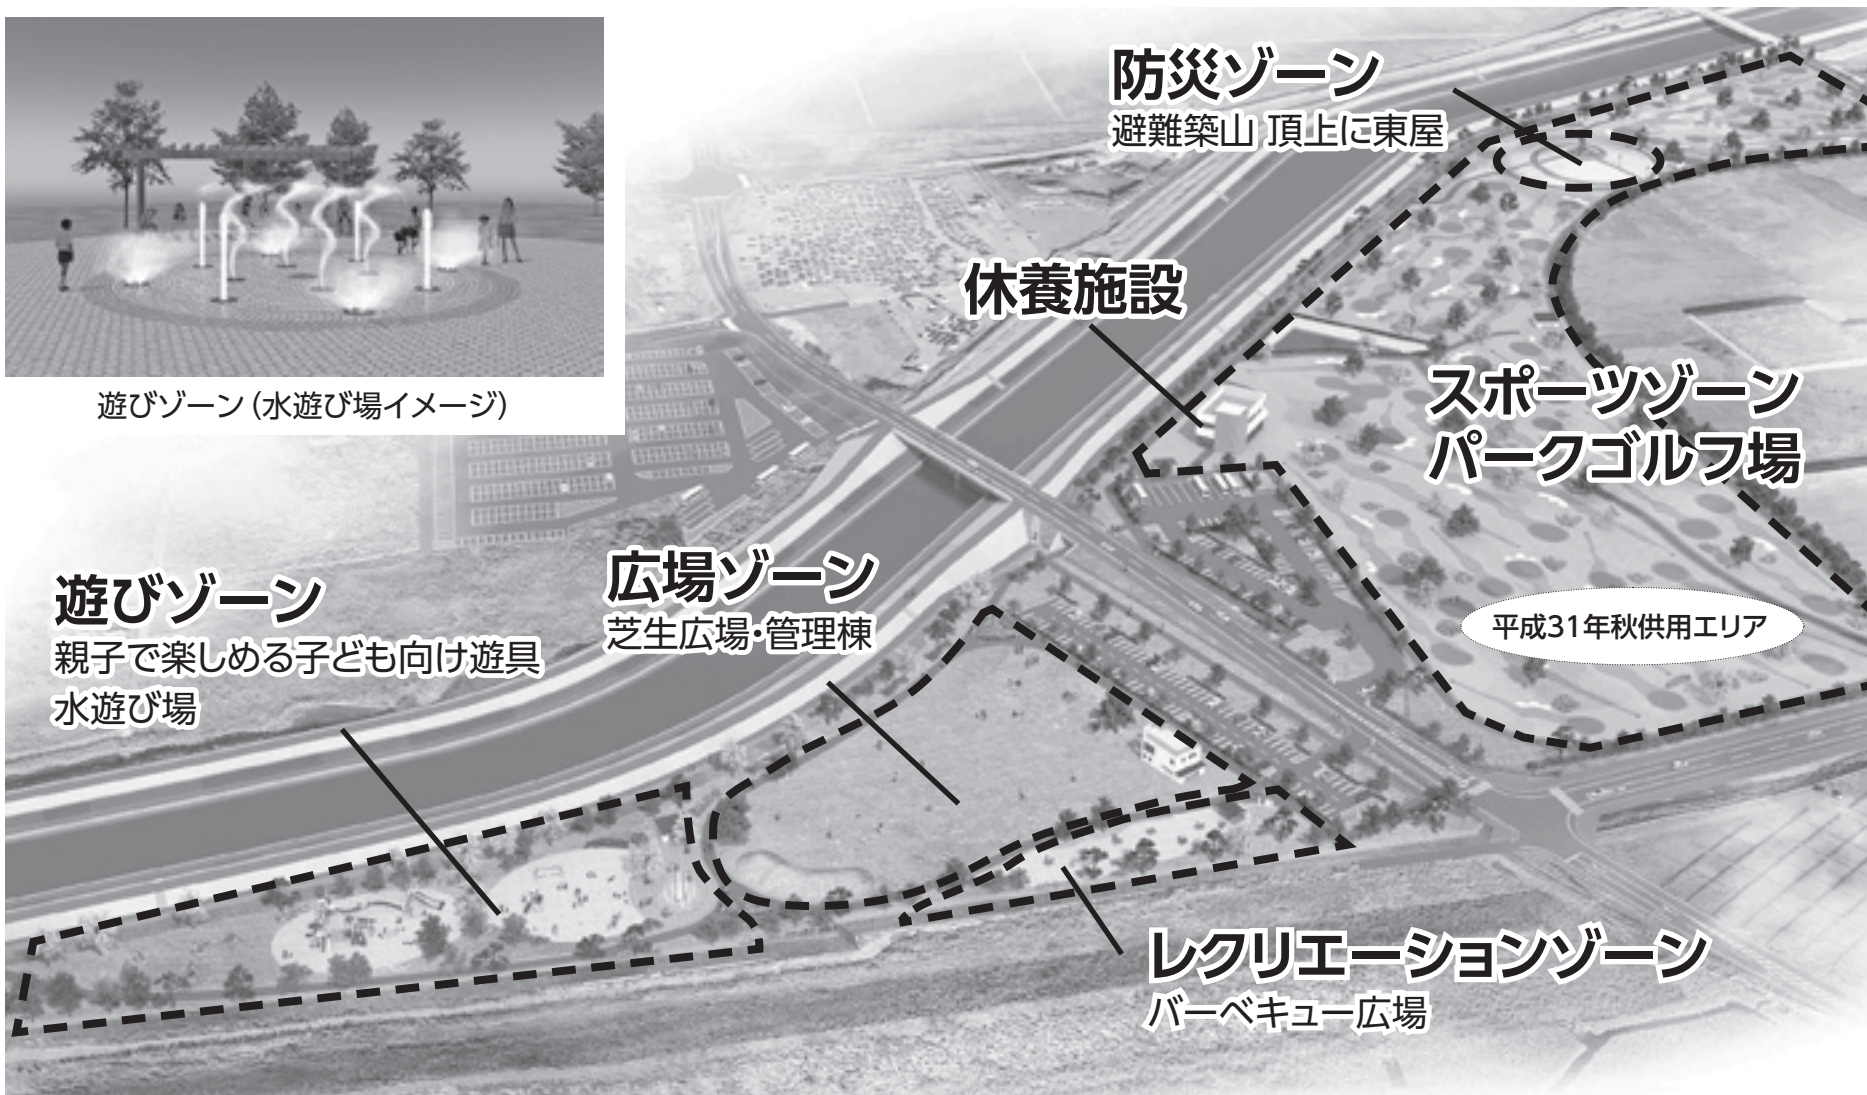 遊びゾーン（水遊び場イメージ）
防災ゾーン
避難築山 頂上に東屋
休養施設
スポーツゾーン
パークゴルフ場
平成31年秋供用エリア
広場ゾーン
芝生広場・管理棟
遊びゾーン
親子で楽しめる子ども向け遊具
水遊び場
レクリエーションゾーン
バーベキュー広場